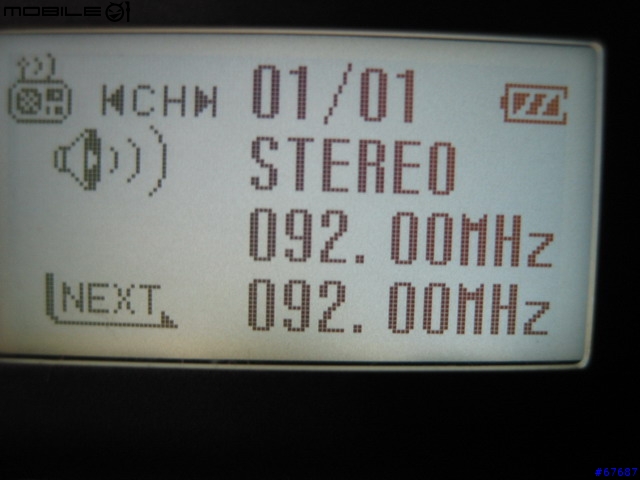 MOBILE01
CH 01/01
STEREO
092.00MHz
NEXT 092.00MHz
#67687